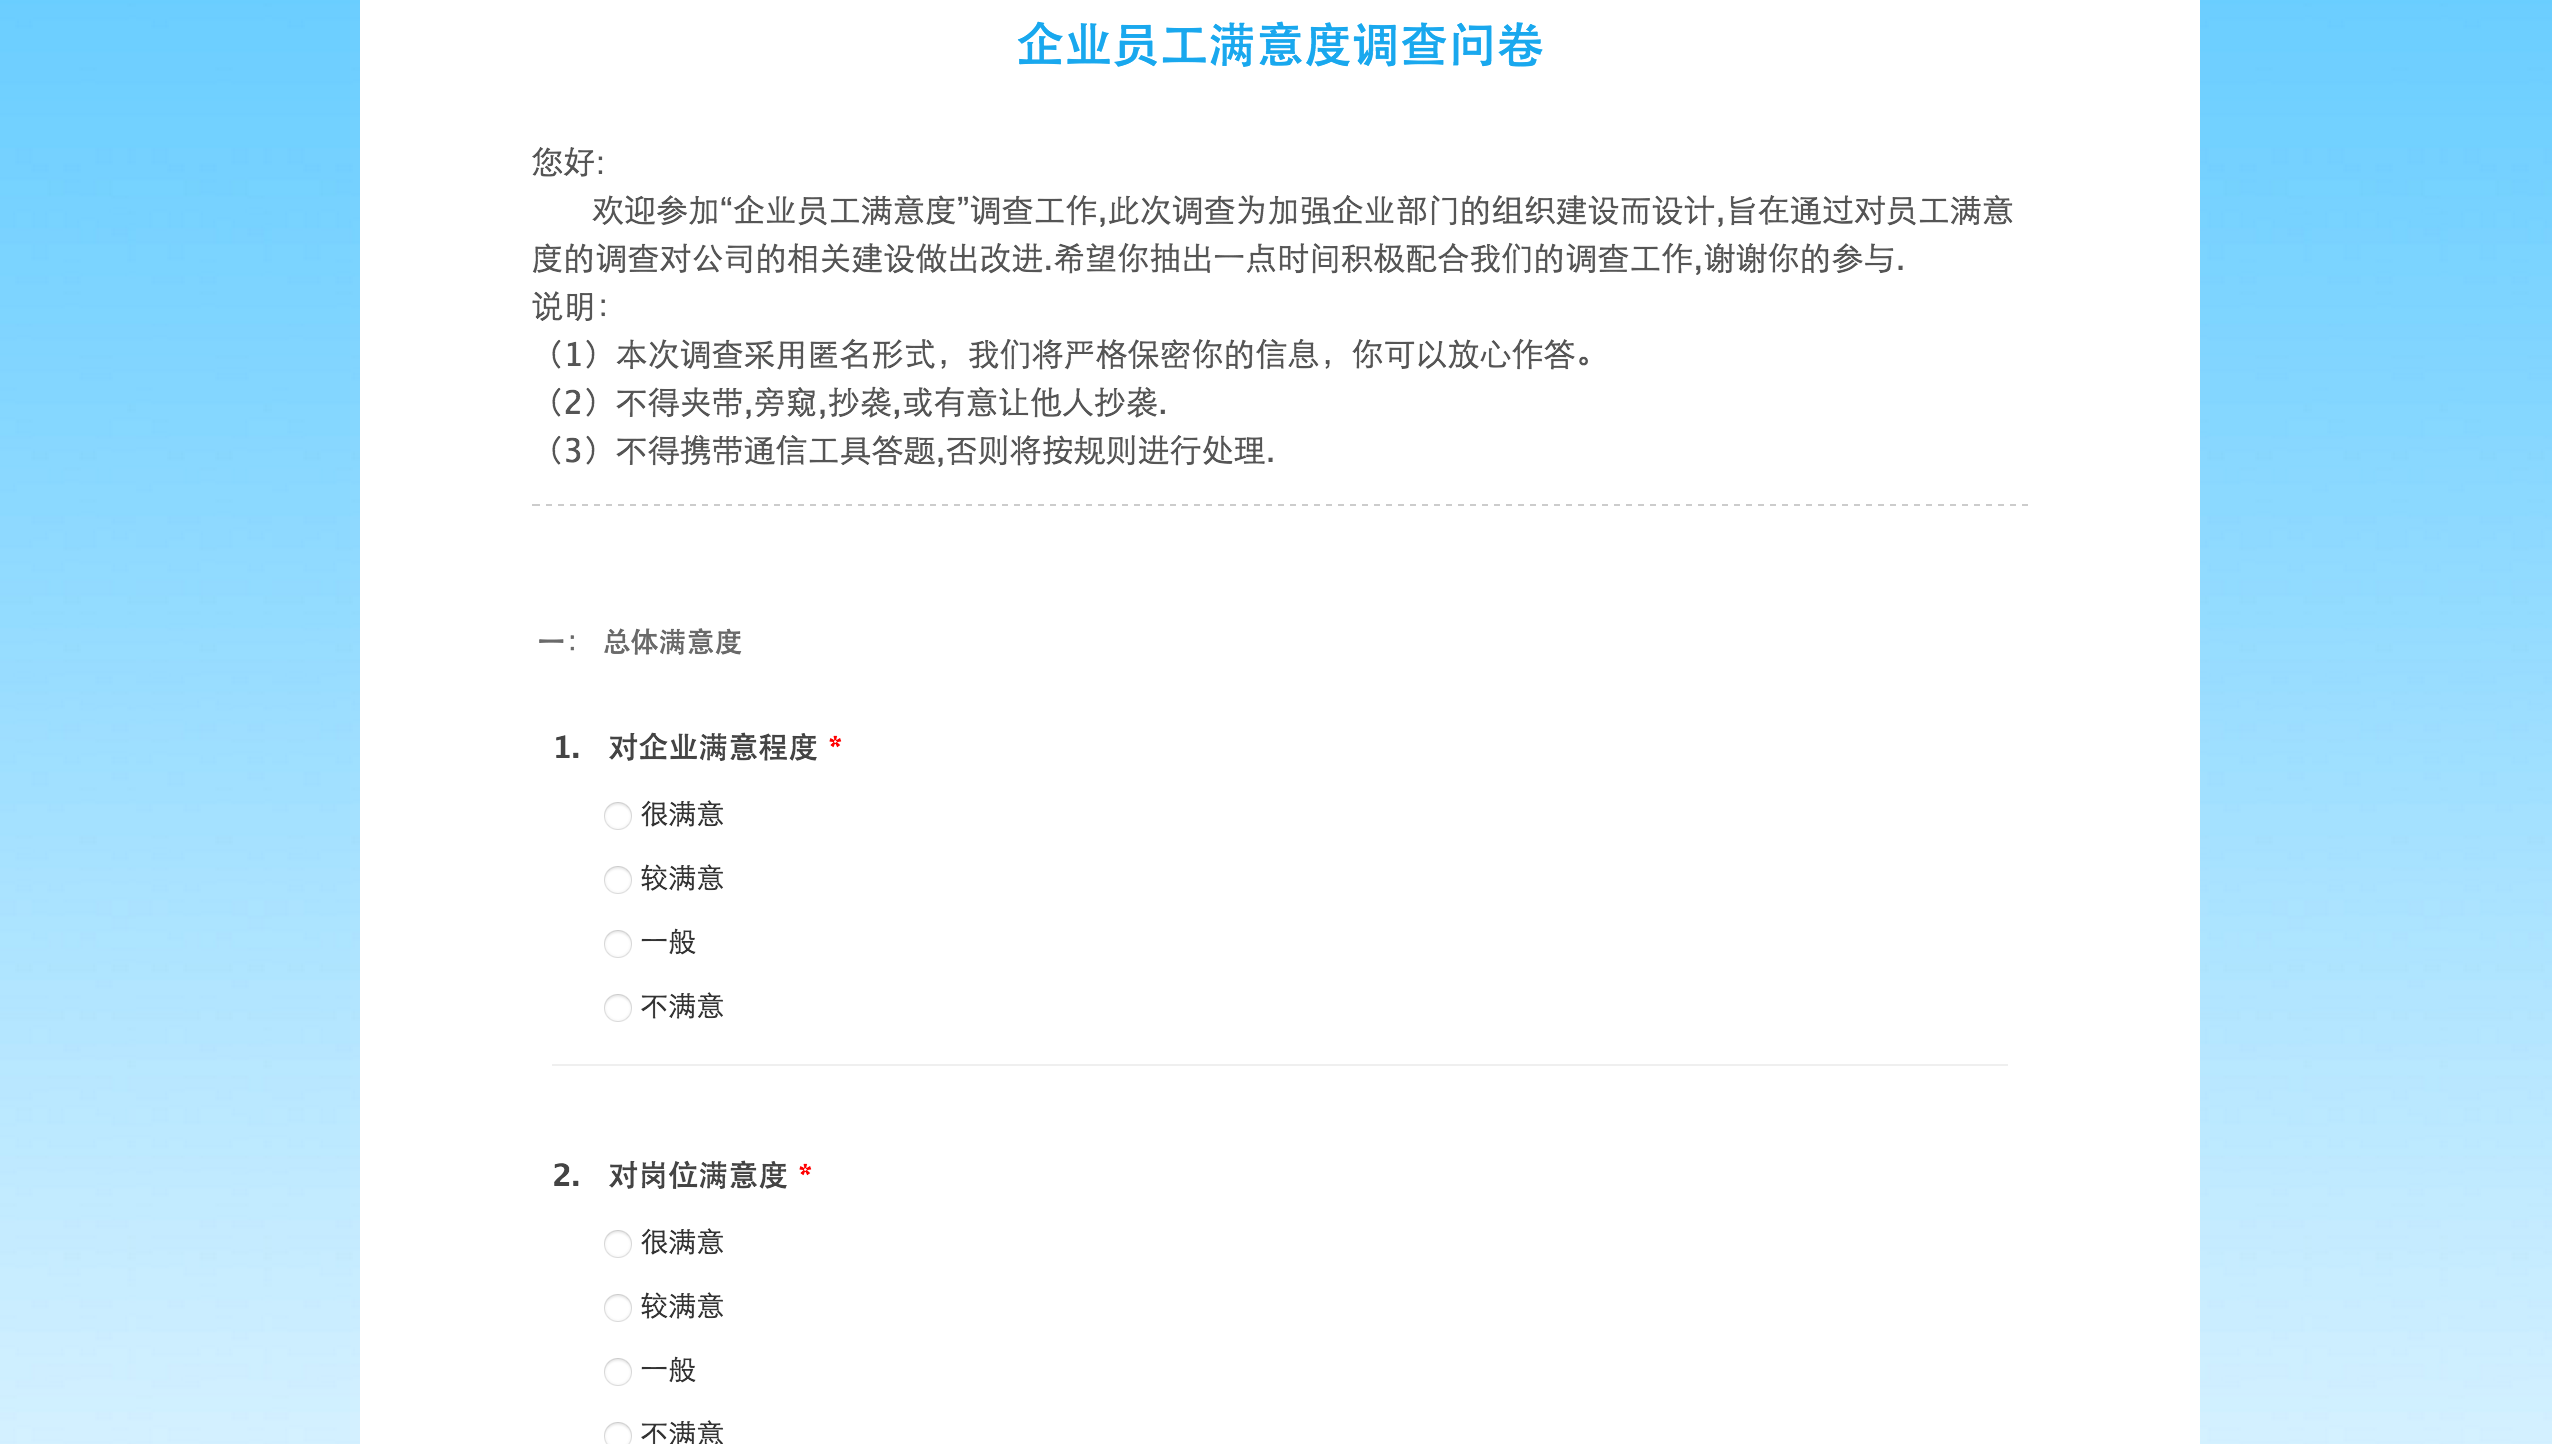 企业员工满意度调查问卷
您好:
欢迎参加“企业员工满意度”调查工作,此次调查为加强企业部门的组织建设而设计,旨在通过对员工满意
度的调查对公司的相关建设做出改进.希望你抽出一点时间积极配合我们的调查工作,谢谢你的参与.
说明:
（1）本次调查采用匿名形式，我们将严格保密你的信息，你可以放心作答。
（2）不得夹带,旁窥,抄袭,或有意让他人抄袭.
（3）不得携带通信工具答题,否则将按规则进行处理.
一: 总体满意度
1. 对企业满意程度 *
很满意
较满意
一般
不满意
2. 对岗位满意度 *
很满意
较满意
一般
不满意